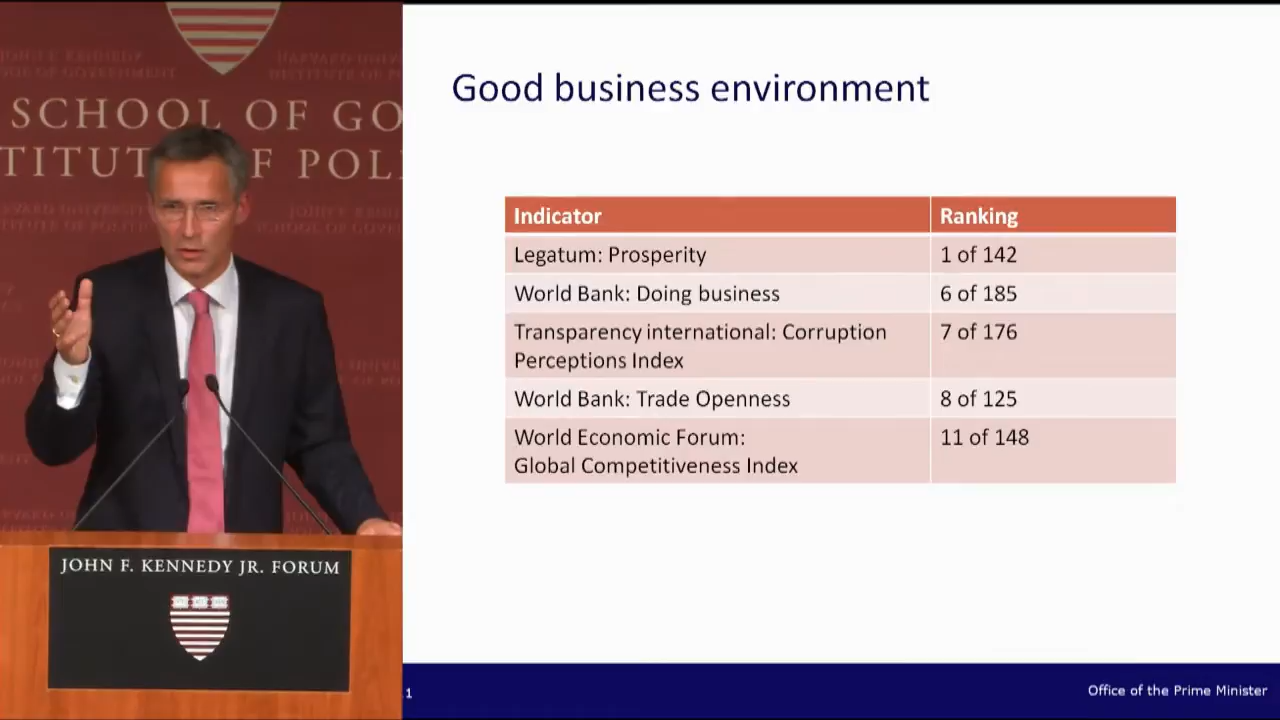 SCHOOL OF GO
TITUT OF POLI
JOHN F. KENNEDY JR. FORUM
Good business environment
Indicator Ranking
Legatum: Prosperity 1 of 142
World Bank: Doing business 6 of 185
Transparency international: Corruption 7 of 176
Perceptions Index
World Bank: Trade Openness 8 of 125
World Economic Forum: 11 of 148
Global Competitiveness Index
1
Office of the Prime Minister